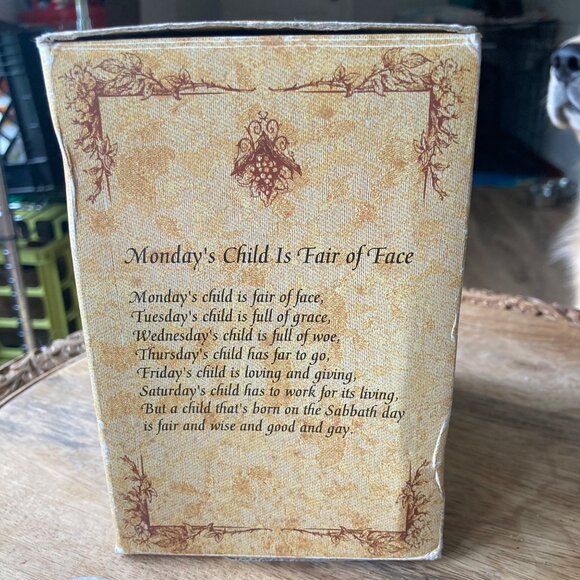 Monday's Child Is Fair of Face
Monday's child is fair of face,
Tuesday's child is full of grace,
Wednesday's child is full of woe,
Thursday's child has far to go,
Friday's child is loving and giving,
Saturday's child has to work for its living,
But a child that's born on the Sabbath day
is fair and wise and good and gay.